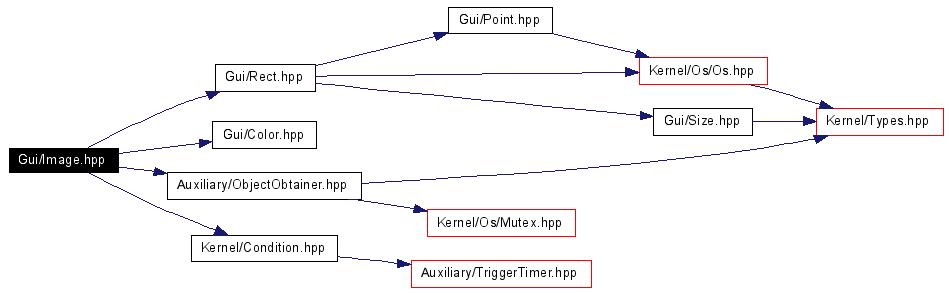 Gui/Point.hpp
Gui/Rect.hpp
Kernel/Os/Os.hpp
Gui/Color.hpp
Gui/Size.hpp
Kernel/Types.hpp
Gui/Image.hpp
Auxiliary/ObjectObtainer.hpp
Kernel/Os/Mutex.hpp
Kernel/Condition.hpp
Auxiliary/TriggerTimer.hpp